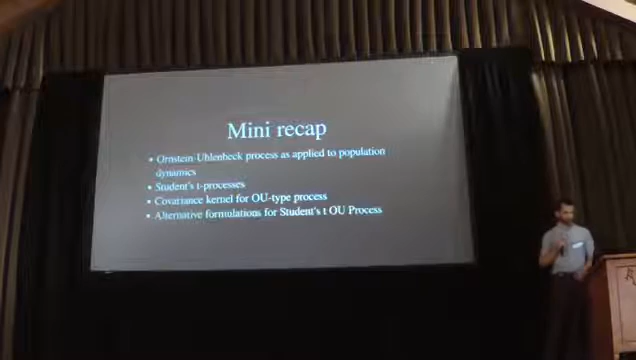 Mini recap
• Ornstein-Uhlenbeck process as applied to population
dynamics
• Student's t-processes
• Covariance kernel for OU-type process
• Alternative formulations for Student's t OU Process